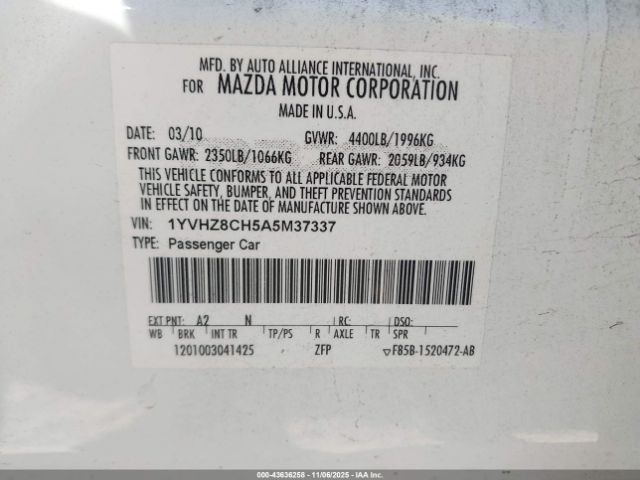 MFD. BY AUTO ALLIANCE INTERNATIONAL, INC.
FOR MAZDA MOTOR CORPORATION
MADE IN U.S.A.
DATE: 03/10 GVWR: 4400LB/1996KG
FRONT GAWR: 2350LB/1066KG REAR GAWR: 2059LB/934KG
THIS VEHICLE CONFORMS TO ALL APPLICABLE FEDERAL MOTOR
VEHICLE SAFETY, BUMPER, AND THEFT PREVENTION STANDARDS
IN EFFECT ON THE DATE OF MANUFACTURE SHOWN ABOVE.
VIN: 1YVHZ8CH5A5M37337
TYPE: Passenger Car
EXT PNT: A2 N RC: DSO:
WB BRK INT TR TP/PS R AXLE TR SPR
1201003041425 ZFP ▽F85B-1520472-AB
000-43636258 - 11/06/2025 - IAA Inc.